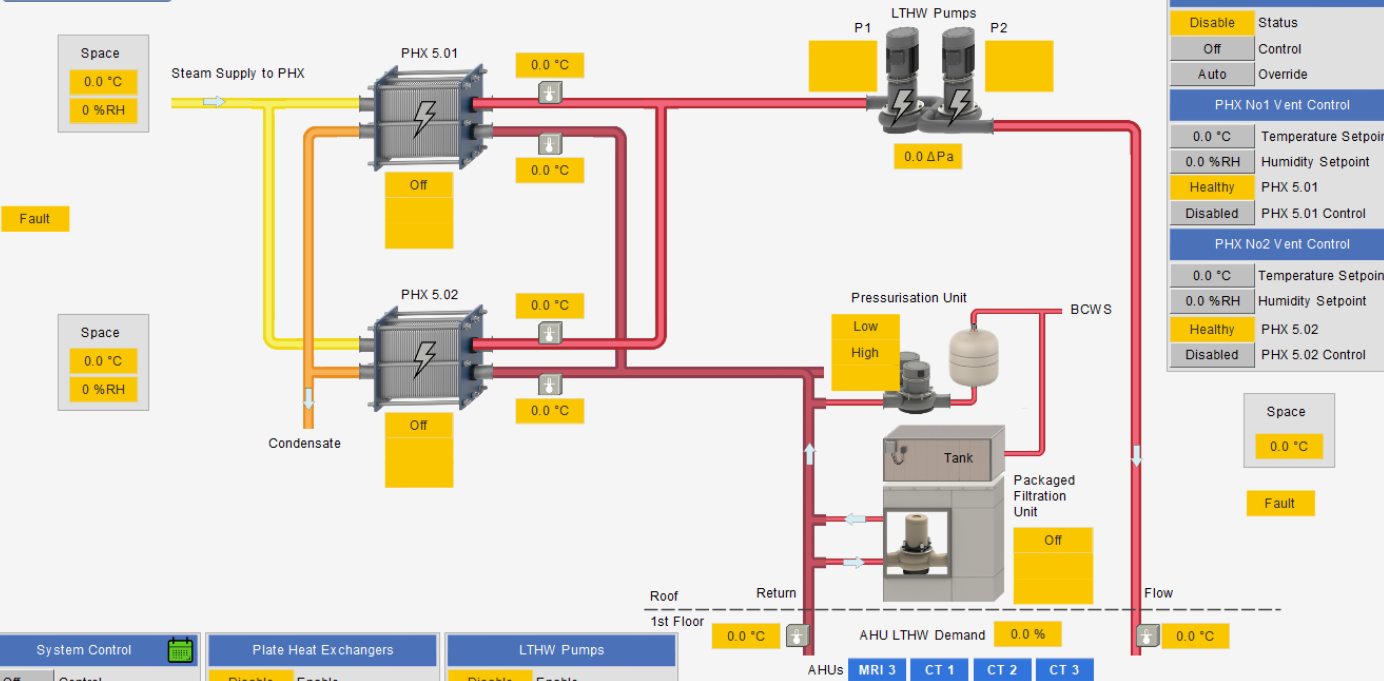 LTHW Pumps
P1
P2
Disable
Status
Off
Control
Auto
Override
Space
0.0 °C
0 %RH
Steam Supply to PHX
PHX 5.01
0.0 °C
0.0 °C
Off
0.0 ΔPa
PHX No1 Vent Control
0.0 °C
Temperature Setpoin
0.0 %RH
Humidity Setpoint
Healthy
PHX 5.01
Disabled
PHX 5.01 Control
Fault
PHX No2 Vent Control
0.0 °C
Temperature Setpoin
0.0 %RH
Humidity Setpoint
Healthy
PHX 5.02
Disabled
PHX 5.02 Control
Space
0.0 °C
0 %RH
PHX 5.02
0.0 °C
0.0 °C
Off
Condensate
Pressurisation Unit
Low
High
BCWS
Tank
Packaged
Filtration
Unit
Off
Space
0.0 °C
Fault
Roof
Return
Flow
1st Floor
0.0 °C
AHU LTHW Demand
0.0 %
0.0 °C
AHUs
MRI 3
CT 1
CT 2
CT 3
System Control
Plate Heat Exchangers
LTHW Pumps
Off
Control
Disable
Enable
Disable
Enable